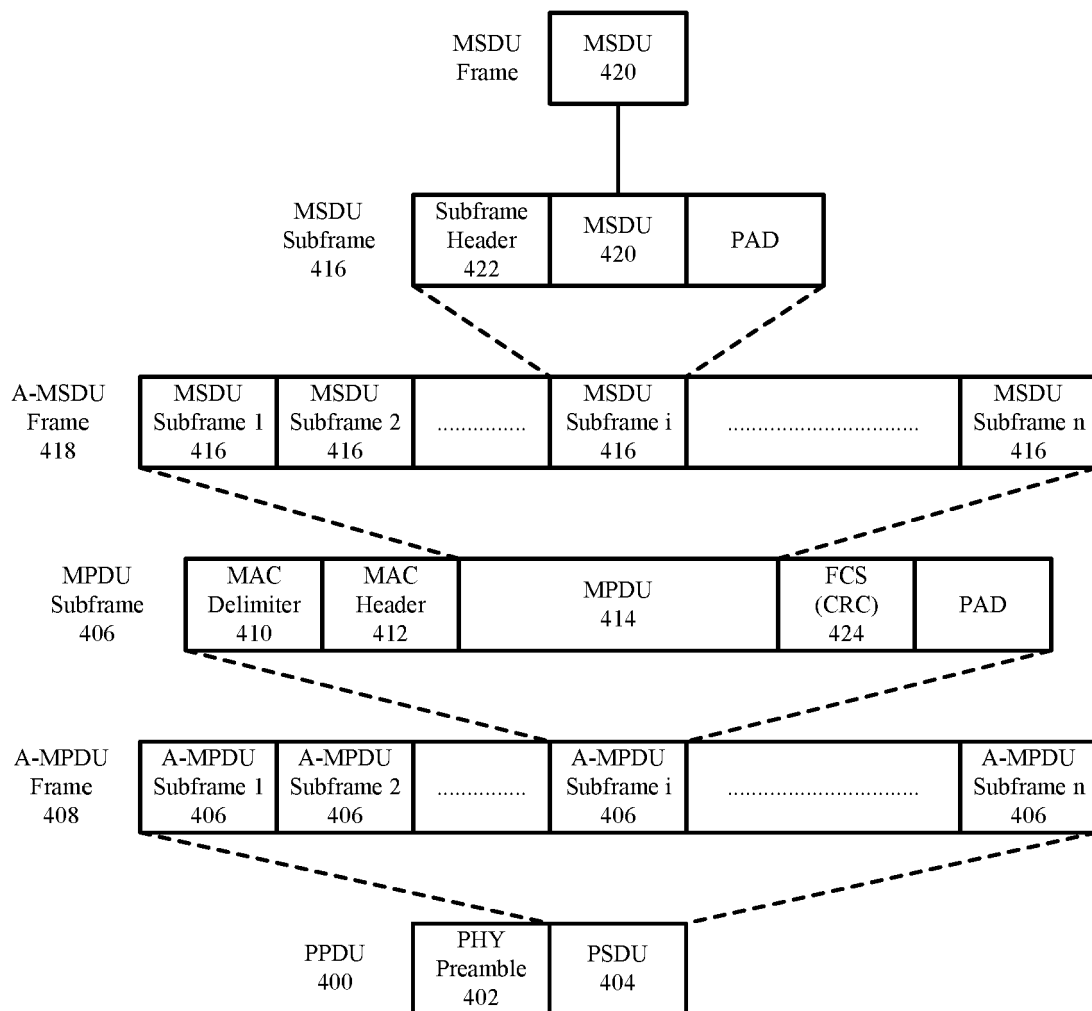 MSDU
Frame
MSDU
420
MSDU
Subframe
416
Subframe
Header
422
MSDU
420
PAD
A-MSDU
Frame
418
MSDU
Subframe 1
416
MSDU
Subframe 2
416
...............
MSDU
Subframe i
416
................................
MSDU
Subframe n
416
MPDU
Subframe
406
MAC
Delimiter
410
MAC
Header
412
MPDU
414
FCS
(CRC)
424
PAD
A-MPDU
Frame
408
A-MPDU
Subframe 1
406
A-MPDU
Subframe 2
406
...............
A-MPDU
Subframe i
406
................................
A-MPDU
Subframe n
406
PPDU
400
PHY
Preamble
402
PSDU
404